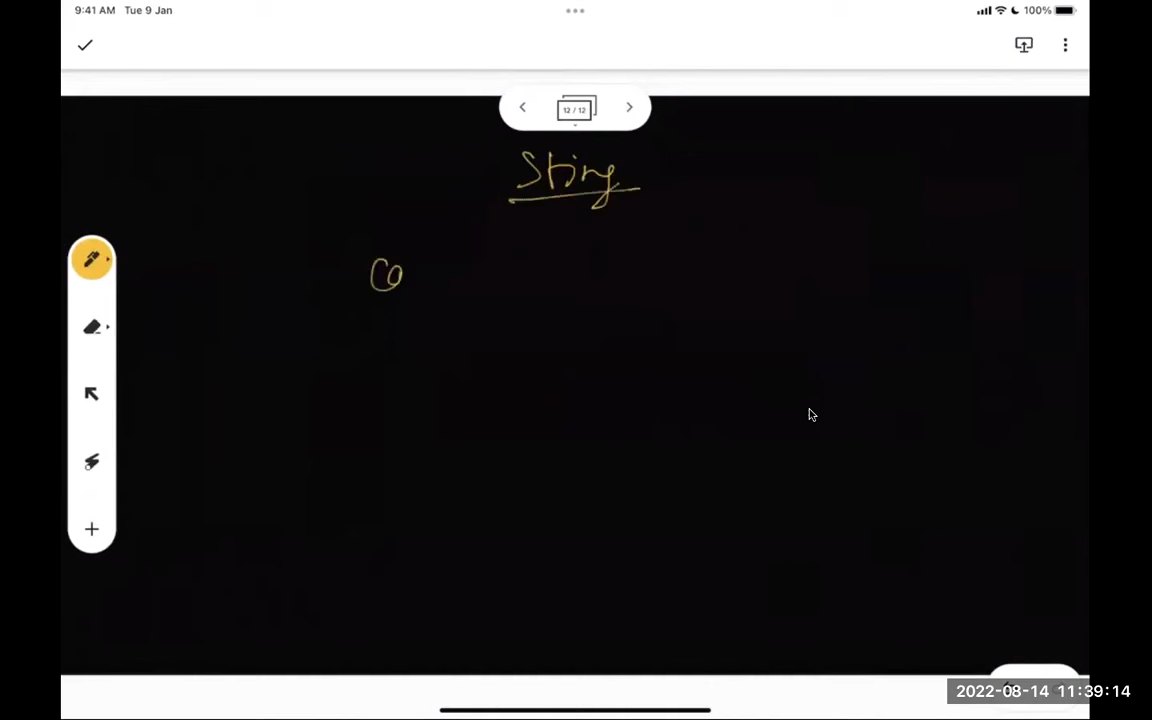 9:41 AM Tue 9 Jan
100%
12 / 12
String
Co
2022-08-14 11:39:14